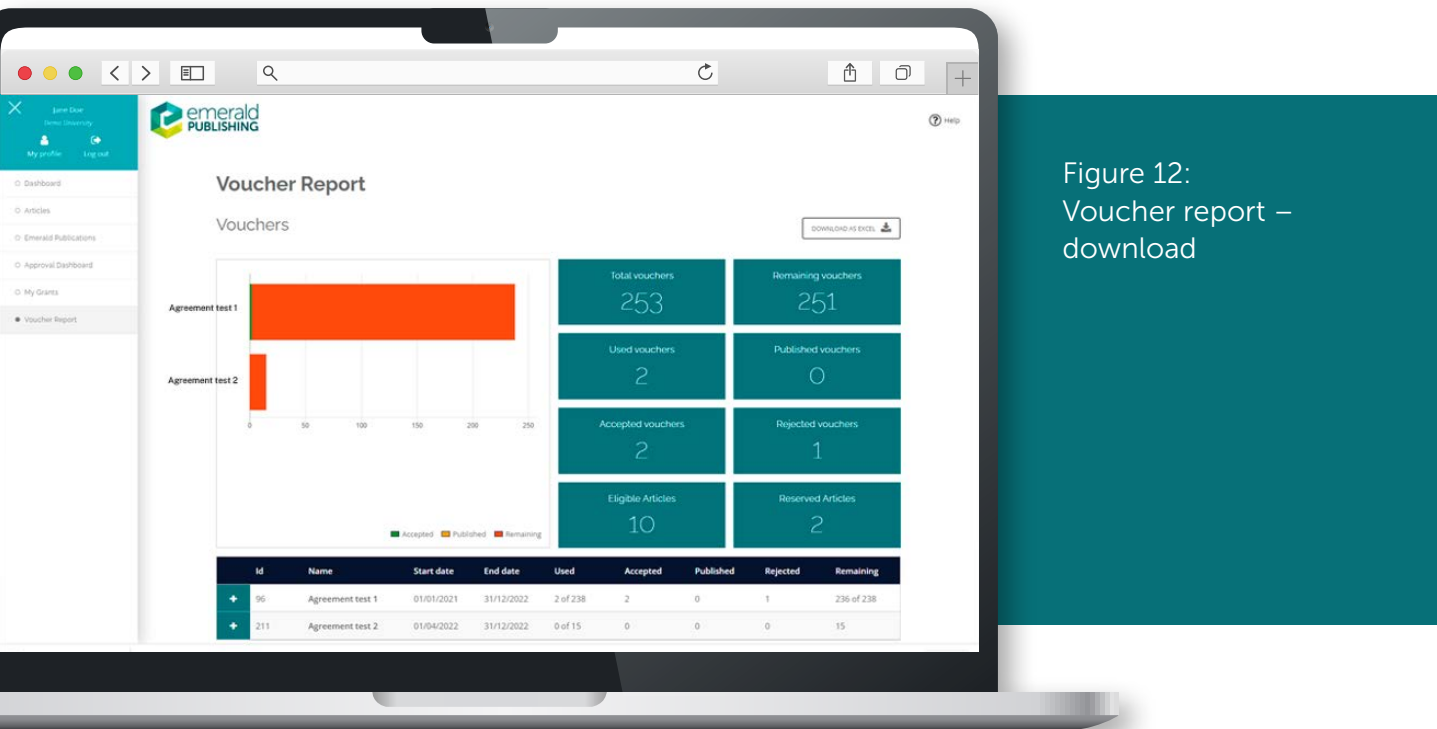 June Doe
Demo University
My profile Log out
Dashboard
Articles
Emerald Publications
Approval Dashboard
My Grants
Voucher Report
emerald
PUBLISHING
Help
Voucher Report
Vouchers
DOWNLOAD AS EXCEL
Agreement test 1
Agreement test 2
0 50 100 150 200 250
Accepted Published Remaining
Total vouchers
253
Remaining vouchers
251
Used vouchers
2
Published vouchers
0
Accepted vouchers
2
Rejected vouchers
1
Eligible Articles
10
Reserved Articles
2
Id Name Start date End date Used Accepted Published Rejected Remaining
96 Agreement test 1 01/01/2021 31/12/2022 2 of 238 2 0 1 236 of 238
211 Agreement test 2 01/04/2022 31/12/2022 0 of 15 0 0 0 15
Figure 12:
Voucher report –
download